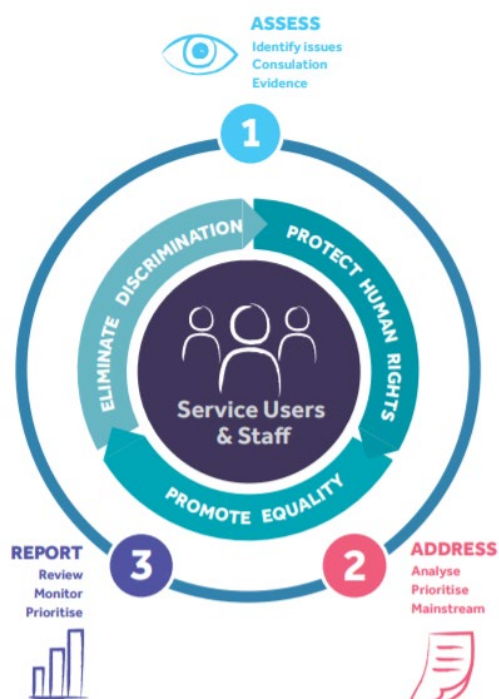 ASSESS
Identify issues
Consulation
Evidence
1
ELIMINATE DISCRIMINATION
PROTECT HUMAN RIGHTS
PROMOTE EQUALITY
Service Users
& Staff
ADDRESS
Analyse
Prioritise
Mainstream
2
REPORT
Review
Monitor
Prioritise
3